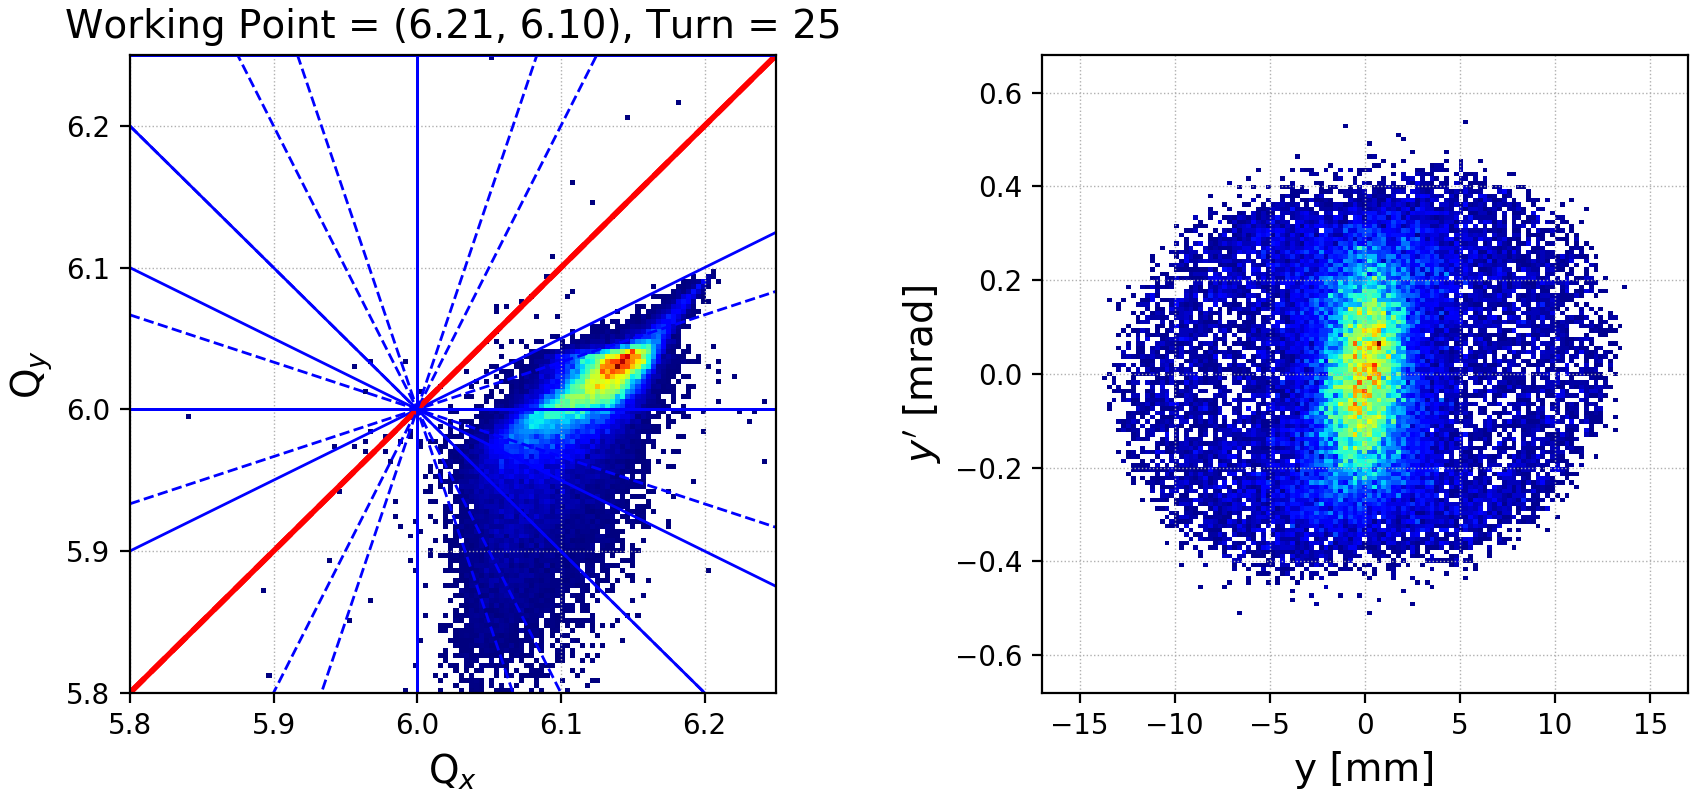 Working Point = (6.21, 6.10), Turn = 25
6.2
6.1
6.0
5.9
5.8
Qy
5.8 5.9 6.0 6.1 6.2
Qx
0.6
0.4
0.2
0.0
−0.2
−0.4
−0.6
y′ [mrad]
−15 −10 −5 0 5 10 15
y [mm]